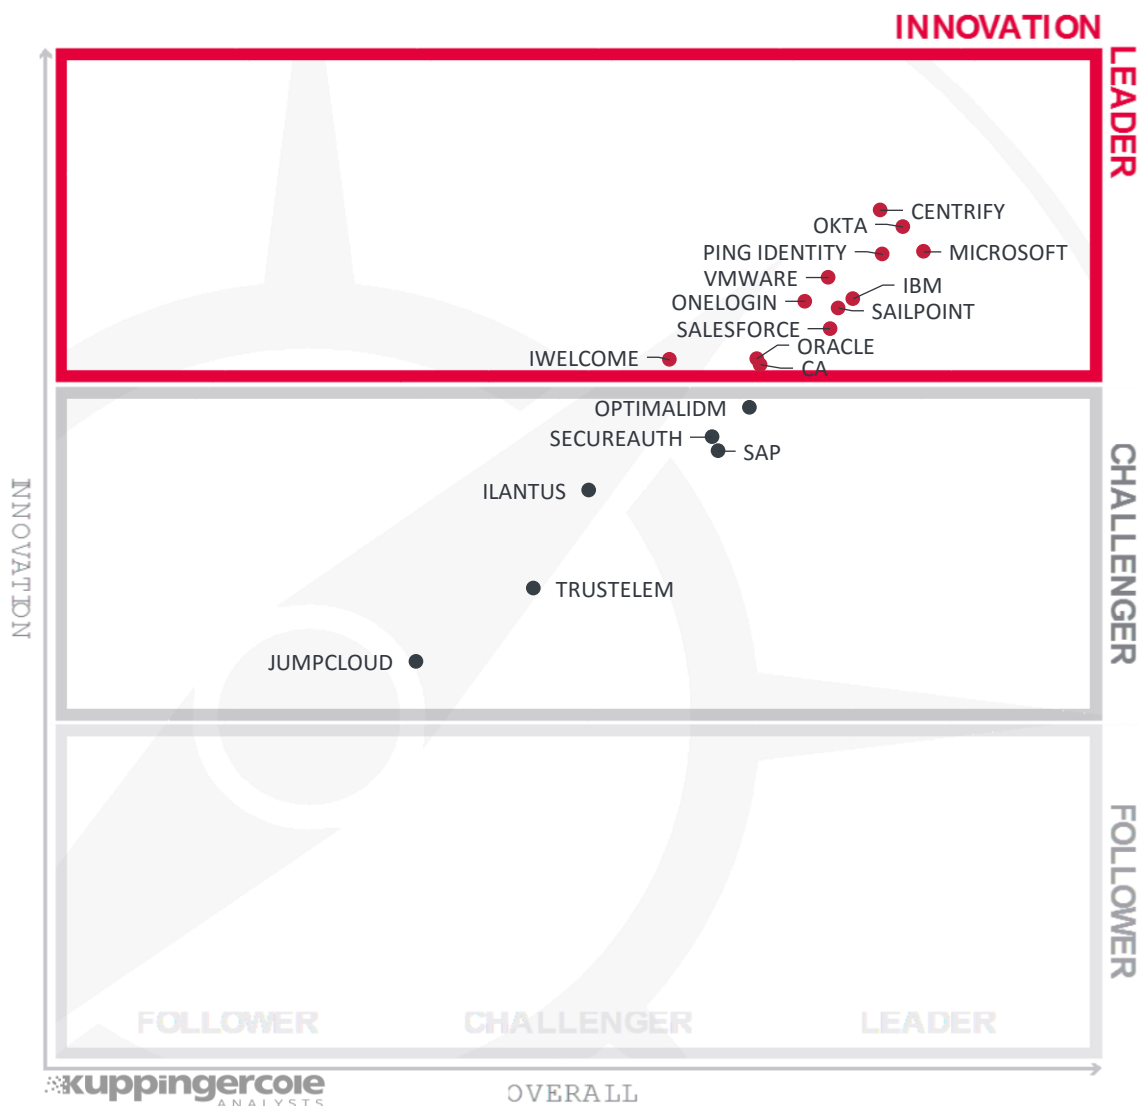 INNOVATION
LEADER
CENTRIFY
OKTA
PING IDENTITY
MICROSOFT
VMWARE
IBM
ONELOGIN
SAILPOINT
SALESFORCE
ORACLE
IWELCOME
CA
OPTIMALIDM
SECUREAUTH
SAP
CHALLENGER
ILANTUS
INNOVATION
TRUSTELEM
JUMPCLOUD
FOLLOWER
FOLLOWER
CHALLENGER
LEADER
kuppingercole
ANALYSTS
OVERALL